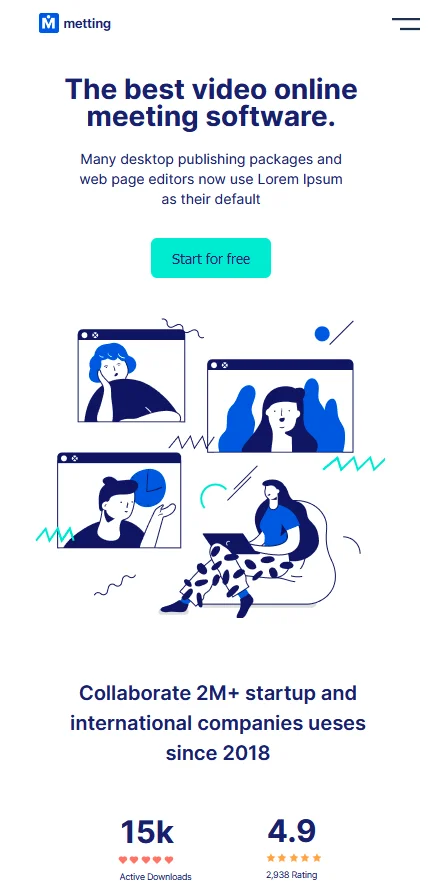 metting
The best video online
meeting software.
Many desktop publishing packages and
web page editors now use Lorem Ipsum
as their default
Start for free
Collaborate 2M+ startup and
international companies ueses
since 2018
15k
4.9
Active Downloads
2,938 Rating